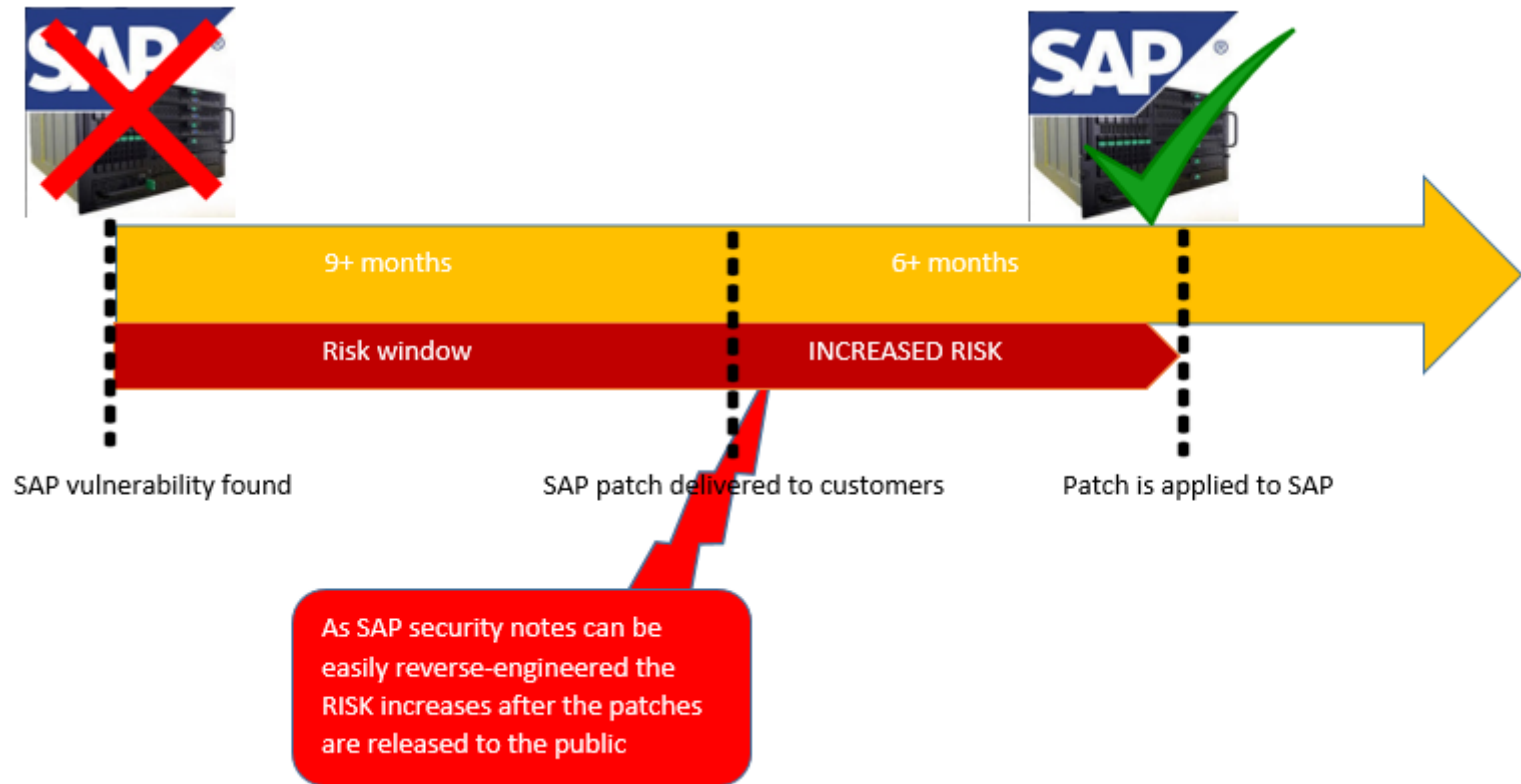 SAP ®
SAP ®
9+ months
6+ months
Risk window
INCREASED RISK
SAP vulnerability found
SAP patch delivered to customers
Patch is applied to SAP
As SAP security notes can be
easily reverse-engineered the
RISK increases after the patches
are released to the public